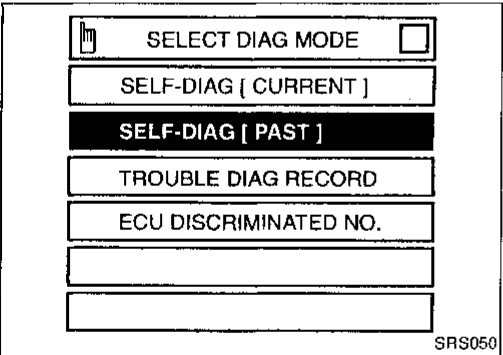 SELECT DIAG MODE
SELF-DIAG [ CURRENT ]
SELF-DIAG [ PAST ]
TROUBLE DIAG RECORD
ECU DISCRIMINATED NO.
SRS050